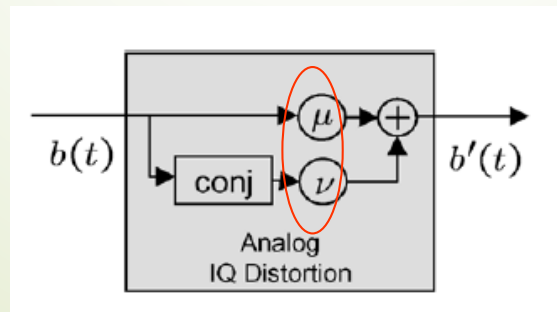 μ
+
b(t)
b′(t)
conj
ν
Analog
IQ Distortion